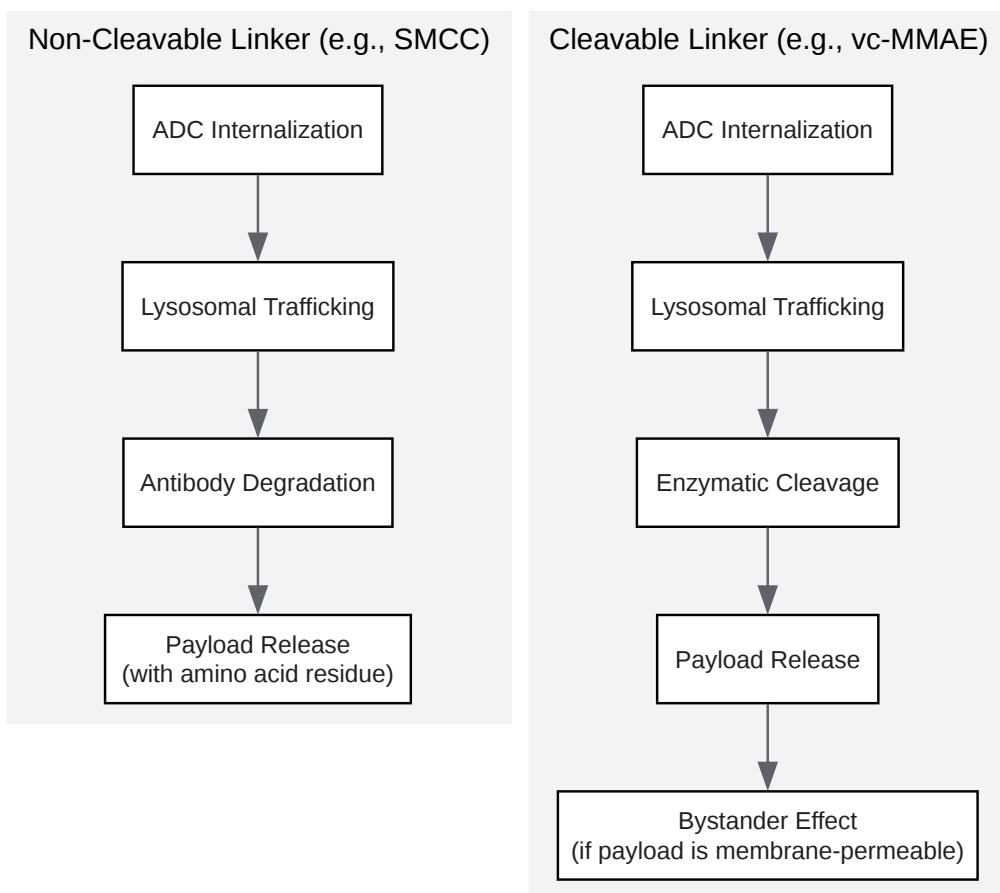 Non-Cleavable Linker (e.g., SMCC)
ADC Internalization
Lysosomal Trafficking
Antibody Degradation
Payload Release
(with amino acid residue)
Cleavable Linker (e.g., vc-MMAE)
ADC Internalization
Lysosomal Trafficking
Enzymatic Cleavage
Payload Release
Bystander Effect
(if payload is membrane-permeable)